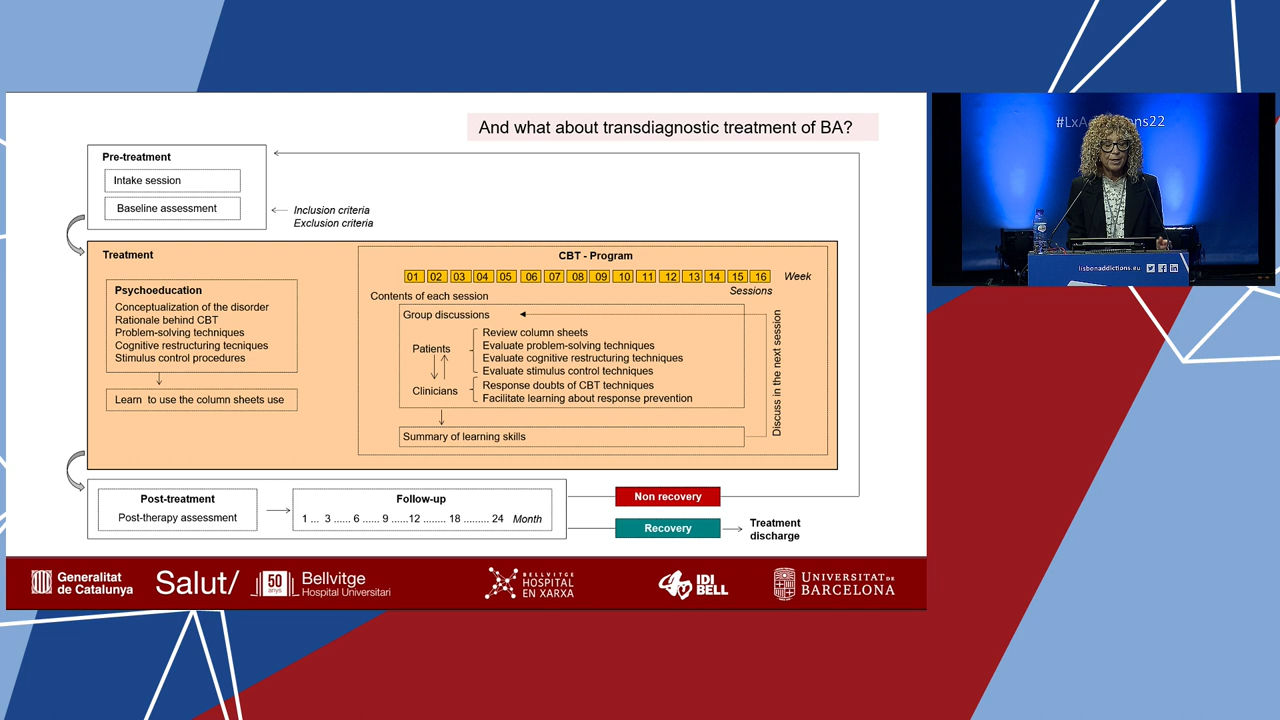 And what about transdiagnostic treatment of BA?
Pre-treatment
Intake session
Baseline assessment
Inclusion criteria
Exclusion criteria
Treatment
Psychoeducation
Conceptualization of the disorder
Rationale behind CBT
Problem-solving techniques
Cognitive restructuring tecniques
Stimulus control procedures
Learn to use the column sheets use
CBT - Program
01 02 03 04 05 06 07 08 09 10 11 12 13 14 15 16 Week
Sessions
Contents of each session
Group discussions
Patients
Review column sheets
Evaluate problem-solving techniques
Evaluate cognitive restructuring techniques
Evaluate stimulus control techniques
Clinicians
Response doubts of CBT techniques
Facilitate learning about response prevention
Summary of learning skills
Discuss in the next session
Post-treatment
Post-therapy assessment
Follow-up
1 ... 3 ...... 6 ...... 9 ......12 ........ 18 ......... 24 Month
Non recovery
Recovery
Treatment
discharge
Generalitat
de Catalunya
Salut/
50
anys
Bellvitge
Hospital Universitari
BELLVITGE
HOSPITAL
EN XARXA
IDI
BELL
UNIVERSITAT DE
BARCELONA
#LxA ns22
lisbonaddictions.eu